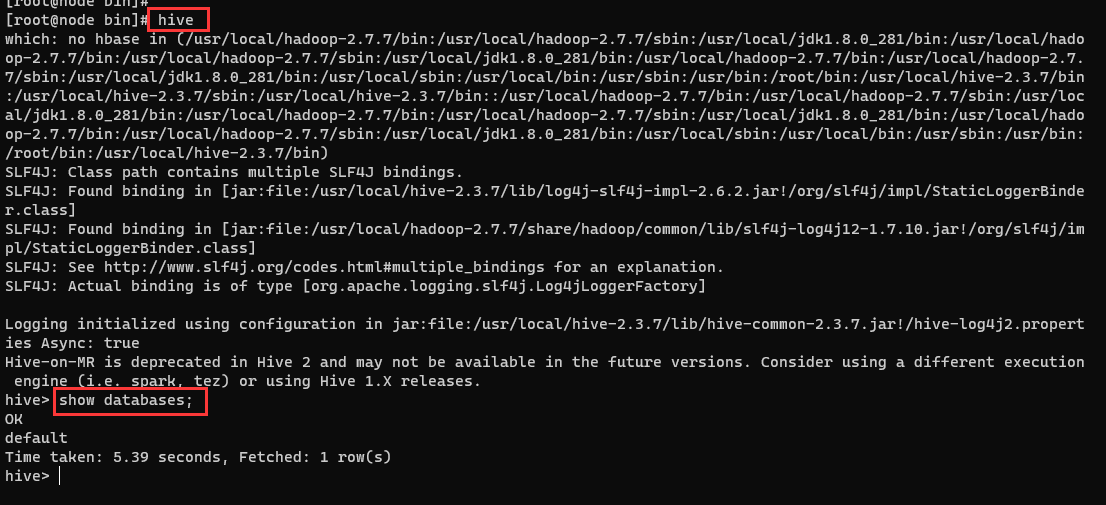 [root@node bin]#
[root@node bin]# hive
which: no hbase in (/usr/local/hadoop-2.7.7/bin:/usr/local/hadoop-2.7.7/sbin:/usr/local/jdk1.8.0_281/bin:/usr/local/hado
op-2.7.7/bin:/usr/local/hadoop-2.7.7/sbin:/usr/local/jdk1.8.0_281/bin:/usr/local/hadoop-2.7.7/bin:/usr/local/hadoop-2.7.
7/sbin:/usr/local/jdk1.8.0_281/bin:/usr/local/sbin:/usr/local/bin:/usr/sbin:/usr/bin:/root/bin:/usr/local/hive-2.3.7/bin
:/usr/local/hive-2.3.7/sbin:/usr/local/hive-2.3.7/bin::/usr/local/hadoop-2.7.7/bin:/usr/local/hadoop-2.7.7/sbin:/usr/loc
al/jdk1.8.0_281/bin:/usr/local/hadoop-2.7.7/bin:/usr/local/hadoop-2.7.7/sbin:/usr/local/jdk1.8.0_281/bin:/usr/local/hado
op-2.7.7/bin:/usr/local/hadoop-2.7.7/sbin:/usr/local/jdk1.8.0_281/bin:/usr/local/sbin:/usr/local/bin:/usr/sbin:/usr/bin:
/root/bin:/usr/local/hive-2.3.7/bin)
SLF4J: Class path contains multiple SLF4J bindings.
SLF4J: Found binding in [jar:file:/usr/local/hive-2.3.7/lib/log4j-slf4j-impl-2.6.2.jar!/org/slf4j/impl/StaticLoggerBinde
r.class]
SLF4J: Found binding in [jar:file:/usr/local/hadoop-2.7.7/share/hadoop/common/lib/slf4j-log4j12-1.7.10.jar!/org/slf4j/im
pl/StaticLoggerBinder.class]
SLF4J: See http://www.slf4j.org/codes.html#multiple_bindings for an explanation.
SLF4J: Actual binding is of type [org.apache.logging.slf4j.Log4jLoggerFactory]
Logging initialized using configuration in jar:file:/usr/local/hive-2.3.7/lib/hive-common-2.3.7.jar!/hive-log4j2.propert
ies Async: true
Hive-on-MR is deprecated in Hive 2 and may not be available in the future versions. Consider using a different execution
 engine (i.e. spark, tez) or using Hive 1.X releases.
hive> show databases;
OK
default
Time taken: 5.39 seconds, Fetched: 1 row(s)
hive>